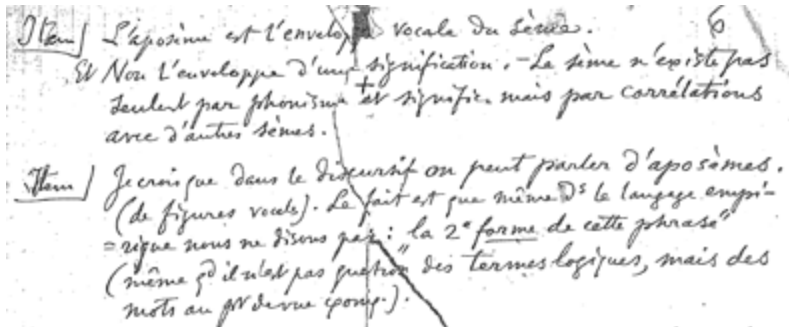 Item / L'aposème est l'enveloppe vocale du sème. 6
Et Non l'enveloppe d'une signification. - Le sème n'existe pas
seulem‍t par phonisme et signific. mais par corrélations
avec d'autres sèmes.
Item / Je crois que dans le discursif on peut parler d'aposèmes.
(de figures vocales). Le fait est que même Ds le langage empi-
=rique nous ne disons pas : la 2e forme de cette phrase"
(même qd il n'est pas question des termes logiques, mais des
mots au pt de vue ).